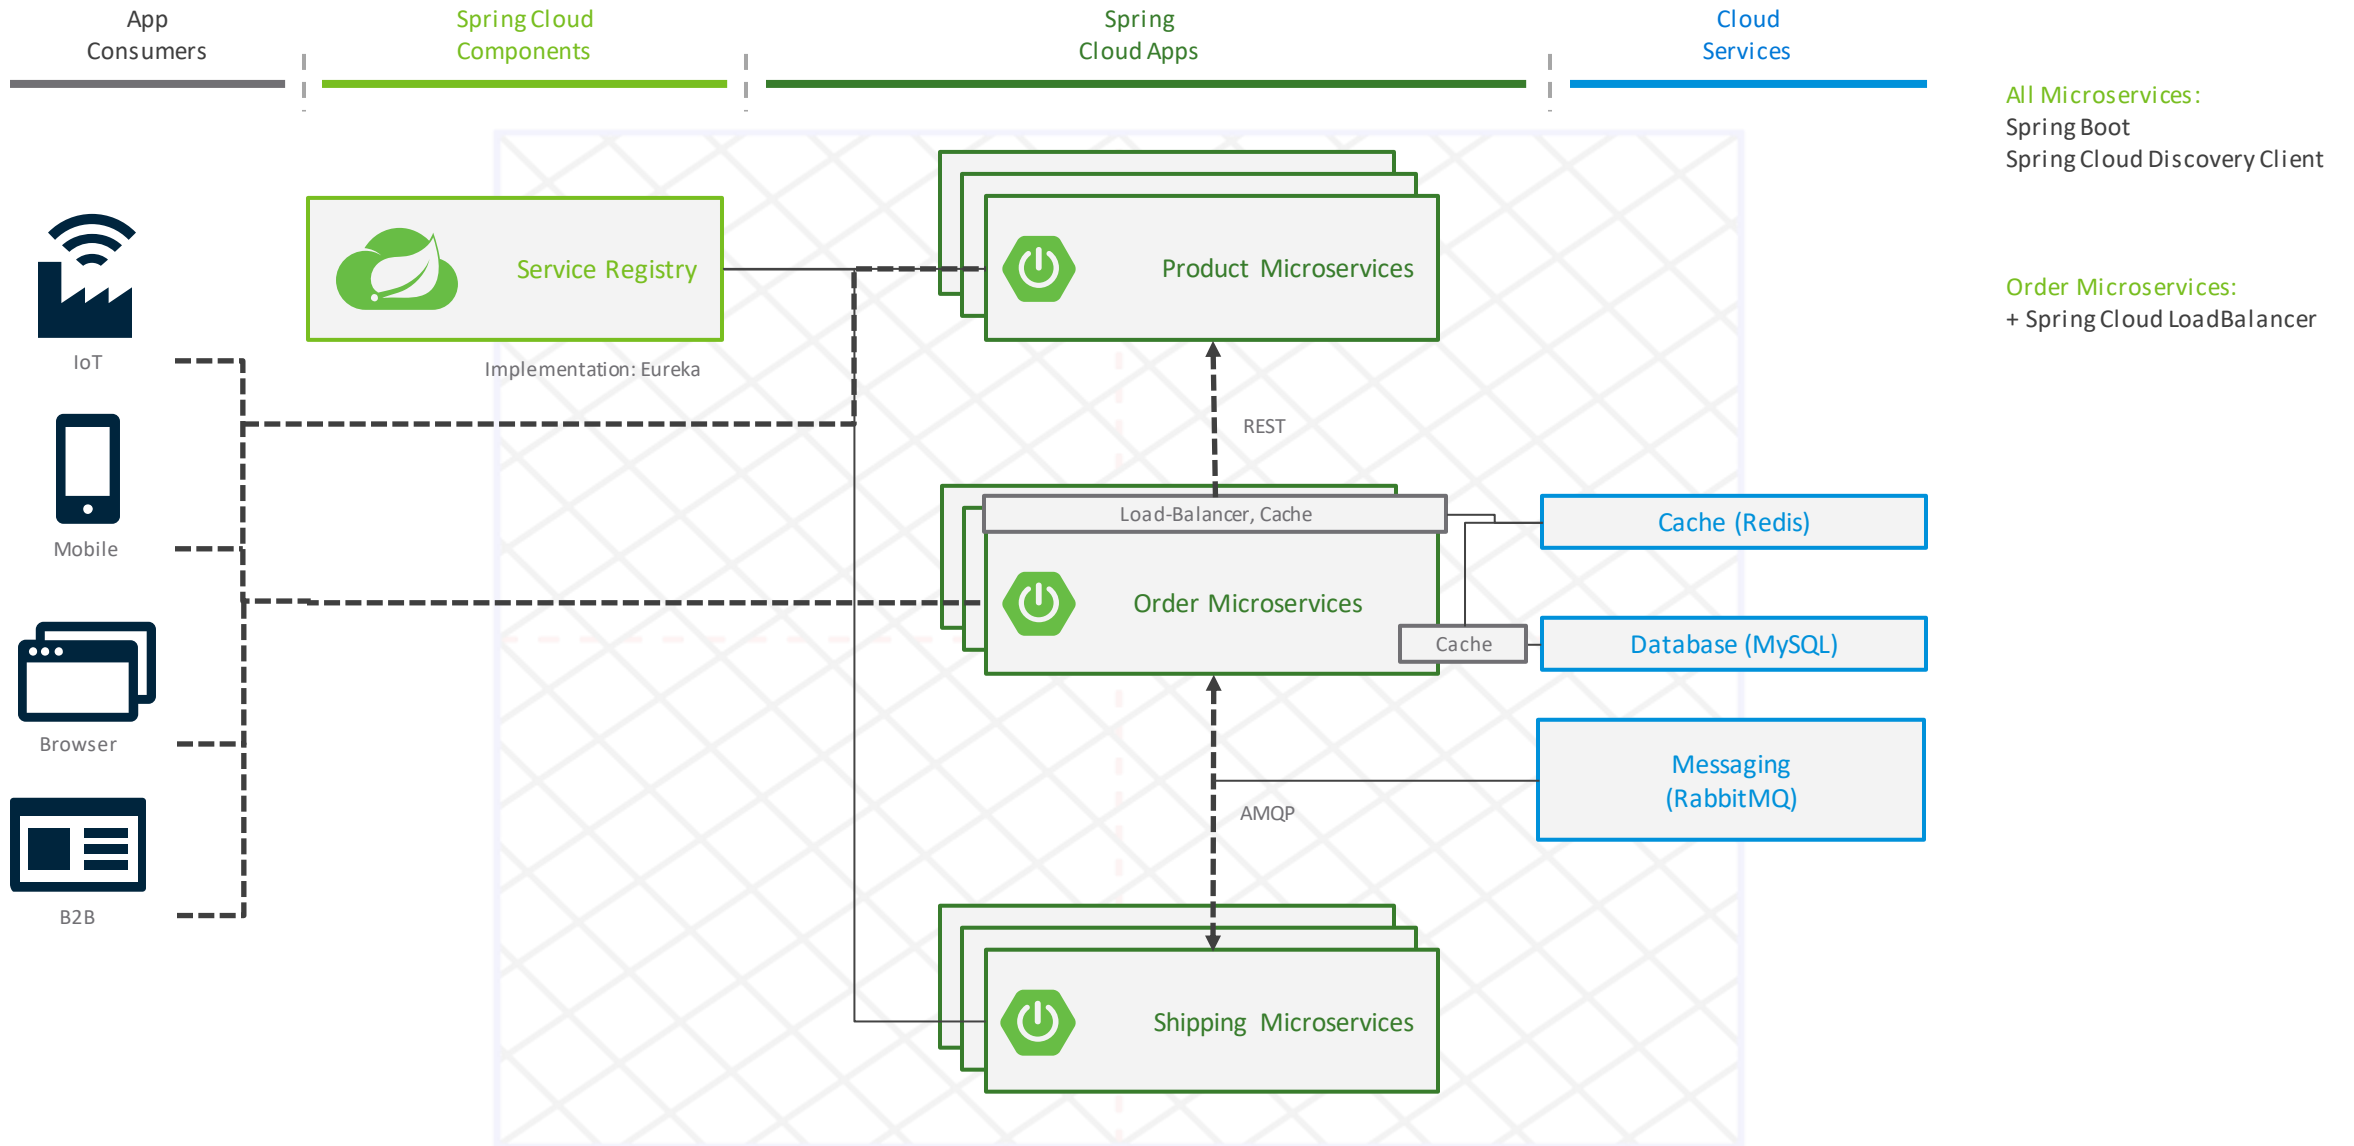 App
Consumers
Spring Cloud
Components
Spring
Cloud Apps
Cloud
Services
All Microservices:
Spring Boot
Spring Cloud Discovery Client
Order Microservices:
+ Spring Cloud LoadBalancer
IoT
Mobile
Browser
B2B
Service Registry
Implementation: Eureka
Product Microservices
REST
Load-Balancer, Cache
Order Microservices
Cache
AMQP
Shipping Microservices
Cache (Redis)
Database (MySQL)
Messaging
(RabbitMQ)